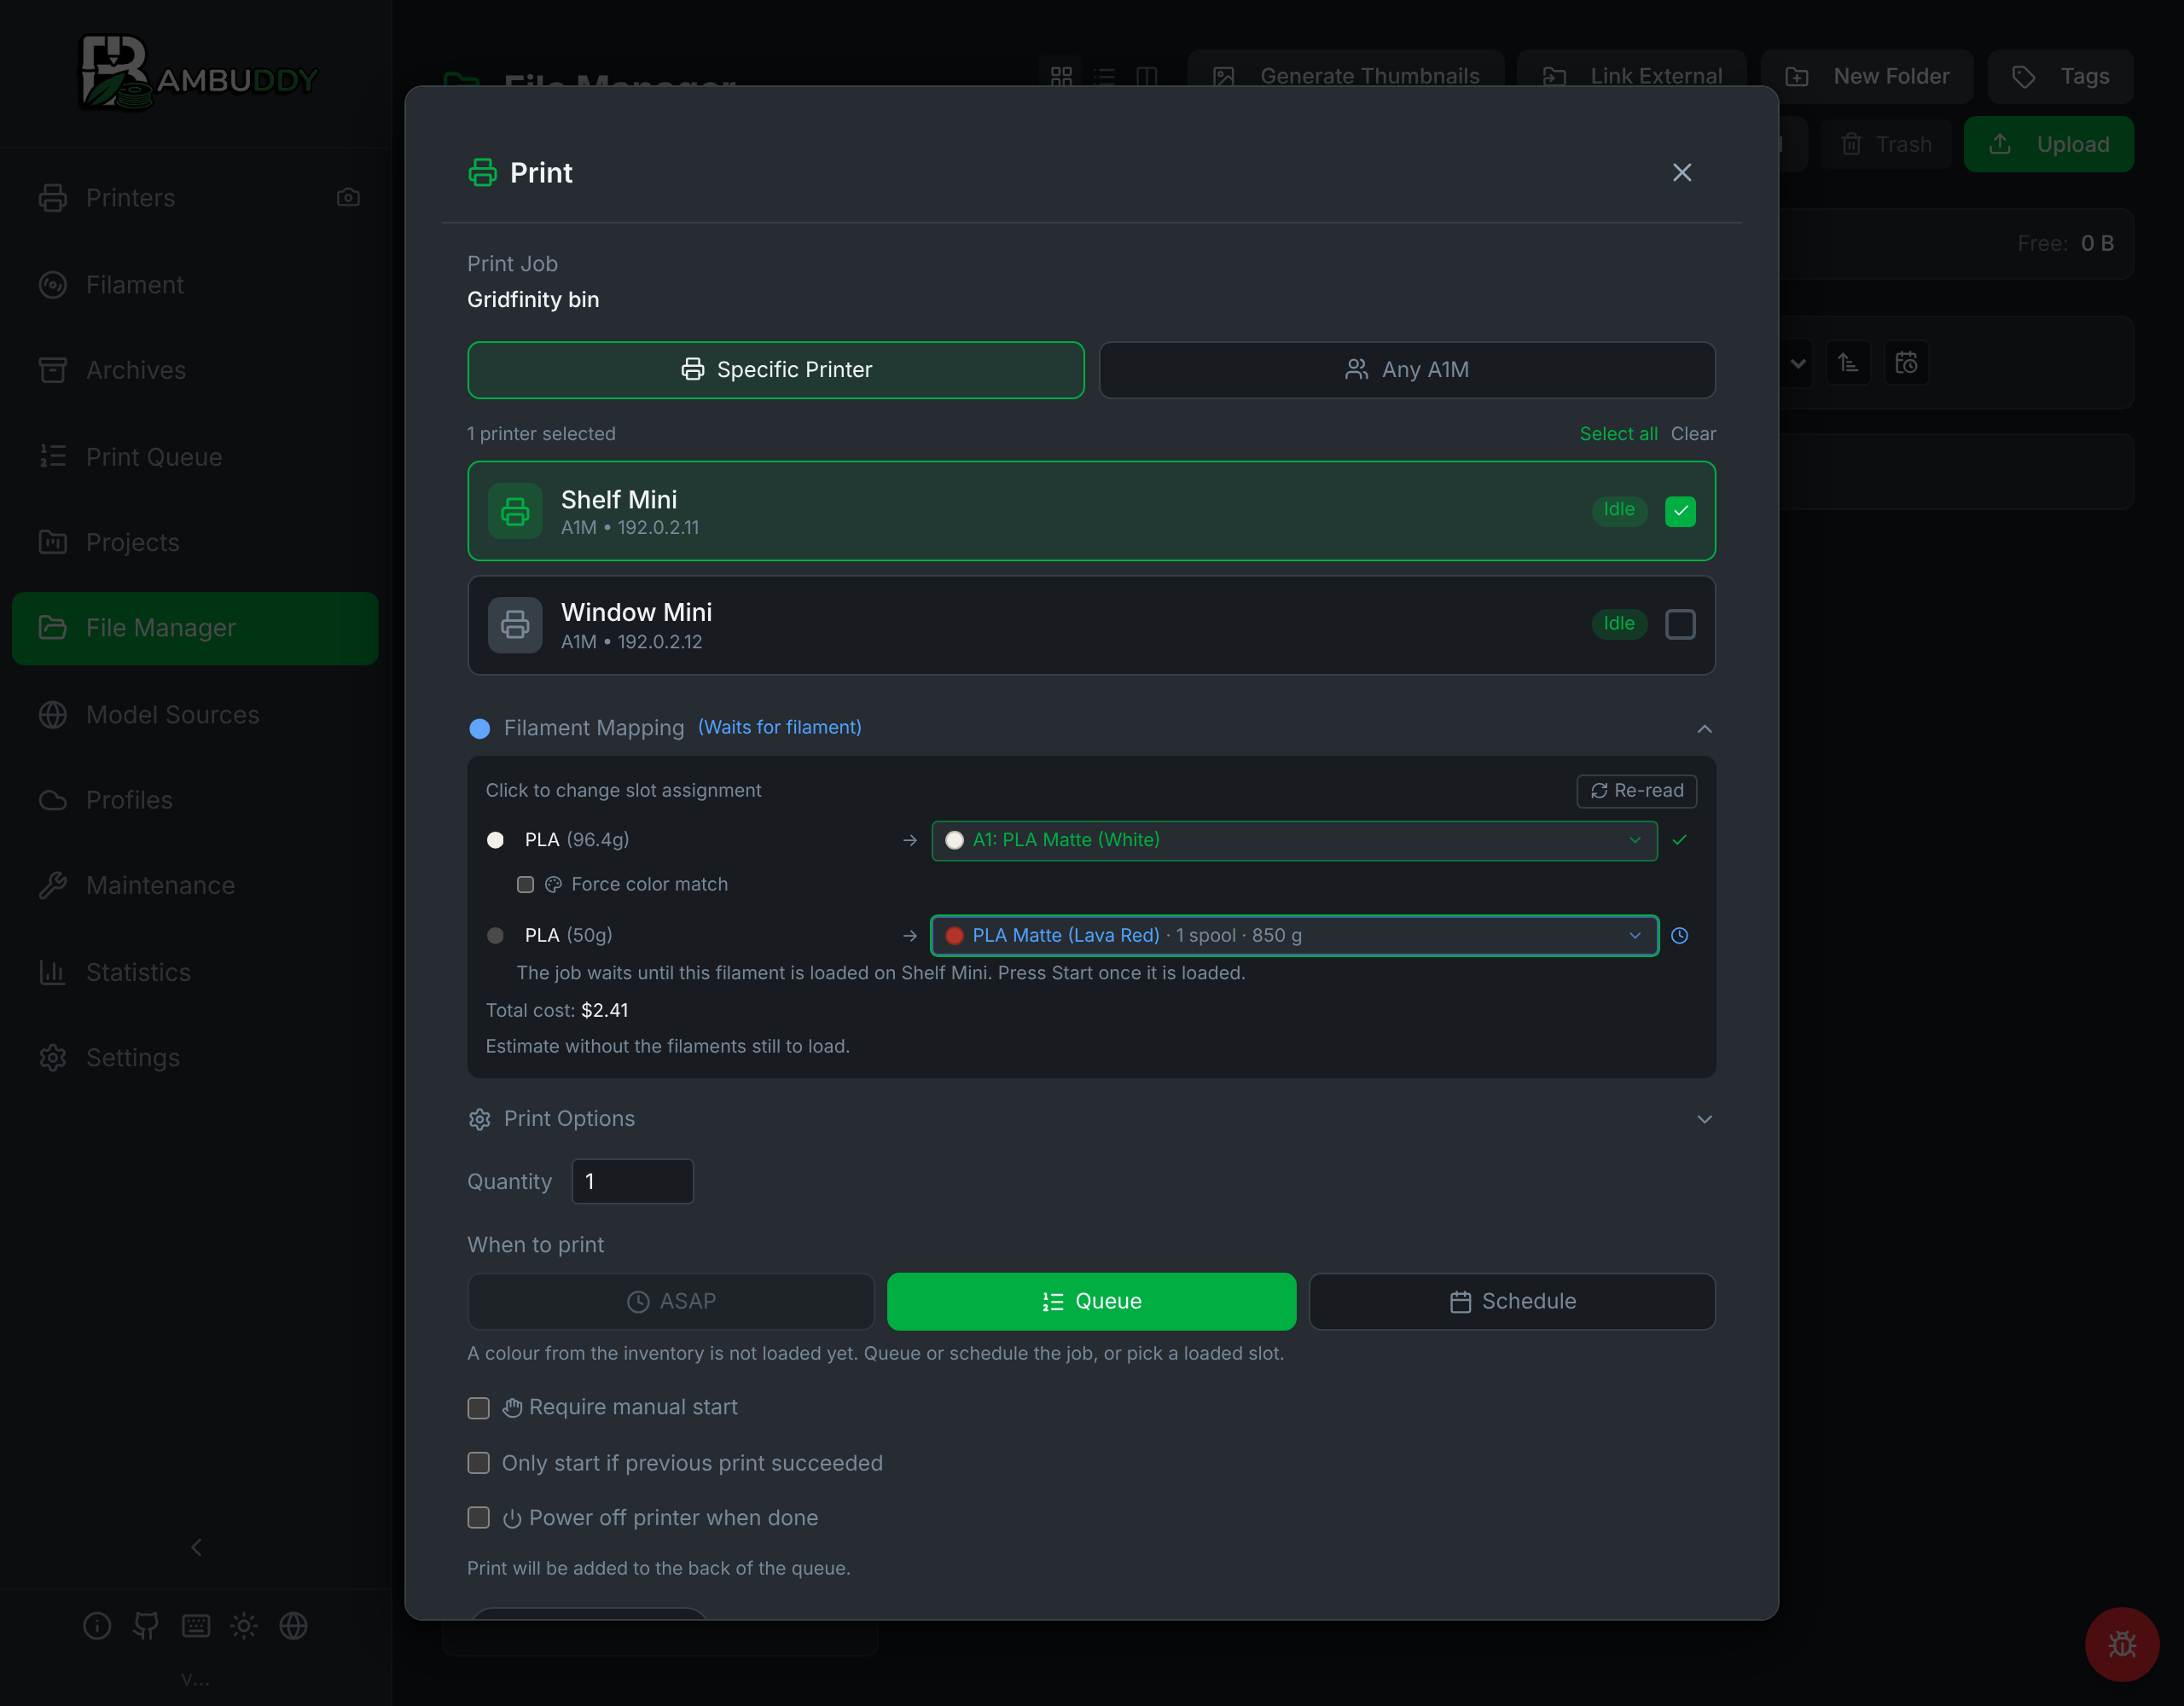 BAMBUDDY
File Manager
Generate Thumbnails
Link External
New Folder
Tags
Trash
Upload
Printers
Filament
Archives
Print Queue
Projects
File Manager
Model Sources
Profiles
Maintenance
Statistics
Settings
v...
Free: 0 B
Print
Print Job
Gridfinity bin
Specific Printer
Any A1M
1 printer selected
Select all Clear
Shelf Mini
A1M • 192.0.2.11
Idle
Window Mini
A1M • 192.0.2.12
Idle
Filament Mapping (Waits for filament)
Click to change slot assignment
Re-read
PLA (96.4g)
A1: PLA Matte (White)
Force color match
PLA (50g)
PLA Matte (Lava Red) · 1 spool · 850 g
The job waits until this filament is loaded on Shelf Mini. Press Start once it is loaded.
Total cost: $2.41
Estimate without the filaments still to load.
Print Options
Quantity 1
When to print
ASAP
Queue
Schedule
A colour from the inventory is not loaded yet. Queue or schedule the job, or pick a loaded slot.
Require manual start
Only start if previous print succeeded
Power off printer when done
Print will be added to the back of the queue.